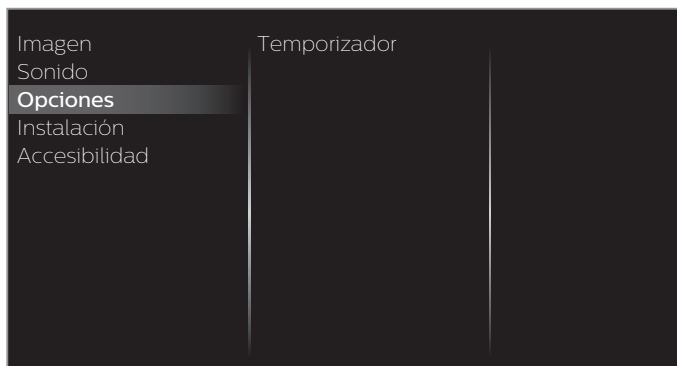 Imagen
Sonido
Opciones
Instalación
Accesibilidad
Temporizador